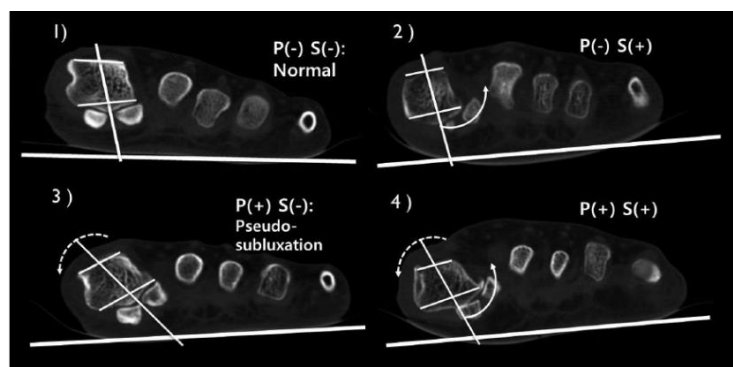 1)
P(-) S(-):
Normal
2)
P(-) S(+)
3)
P(+) S(-):
Pseudo-
subluxation
4)
P(+) S(+)